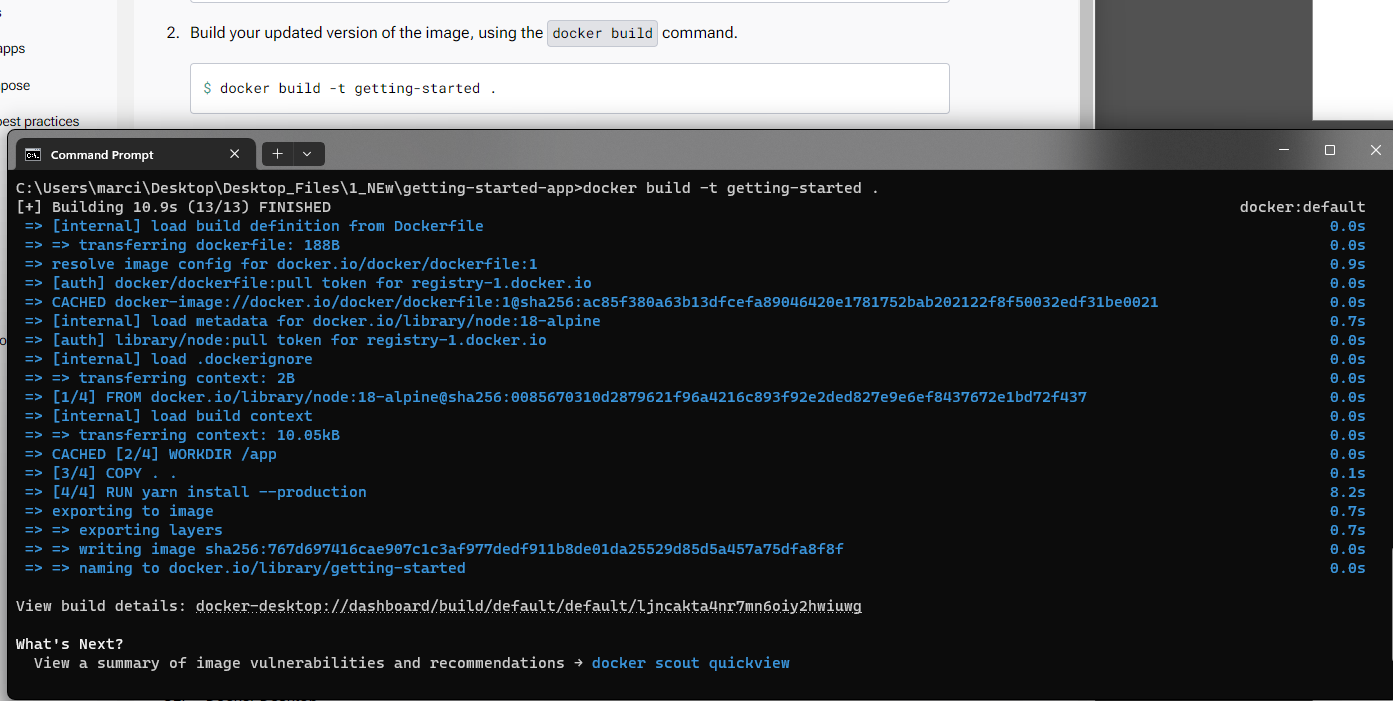 apps
2. Build your updated version of the image, using the docker build command.
pose
$ docker build -t getting-started .
est practices
Command Prompt
C:\Users\marci\Desktop\Desktop_Files\1_NEw\getting-started-app>docker build -t getting-started .
[+] Building 10.9s (13/13) FINISHED docker:default
=> [internal] load build definition from Dockerfile 0.0s
=> => transferring dockerfile: 188B 0.0s
=> resolve image config for docker.io/docker/dockerfile:1 0.9s
=> [auth] docker/dockerfile:pull token for registry-1.docker.io 0.0s
=> CACHED docker-image://docker.io/docker/dockerfile:1@sha256:ac85f380a63b13dfcefa89046420e1781752bab202122f8f50032edf31be0021 0.0s
=> [internal] load metadata for docker.io/library/node:18-alpine 0.7s
=> [auth] library/node:pull token for registry-1.docker.io 0.0s
=> [internal] load .dockerignore 0.0s
=> => transferring context: 2B 0.0s
=> [1/4] FROM docker.io/library/node:18-alpine@sha256:0085670310d2879621f96a4216c893f92e2ded827e9e6ef8437672e1bd72f437 0.0s
=> [internal] load build context 0.0s
=> => transferring context: 10.05kB 0.0s
=> CACHED [2/4] WORKDIR /app 0.0s
=> [3/4] COPY . . 0.1s
=> [4/4] RUN yarn install --production 8.2s
=> exporting to image 0.7s
=> => exporting layers 0.7s
=> => writing image sha256:767d697416cae907c1c3af977dedf911b8de01da25529d85d5a457a75dfa8f8f 0.0s
=> => naming to docker.io/library/getting-started 0.0s
View build details: docker-desktop://dashboard/build/default/default/ljncakta4nr7mn6oiy2hwiuwg
What's Next?
View a summary of image vulnerabilities and recommendations → docker scout quickview